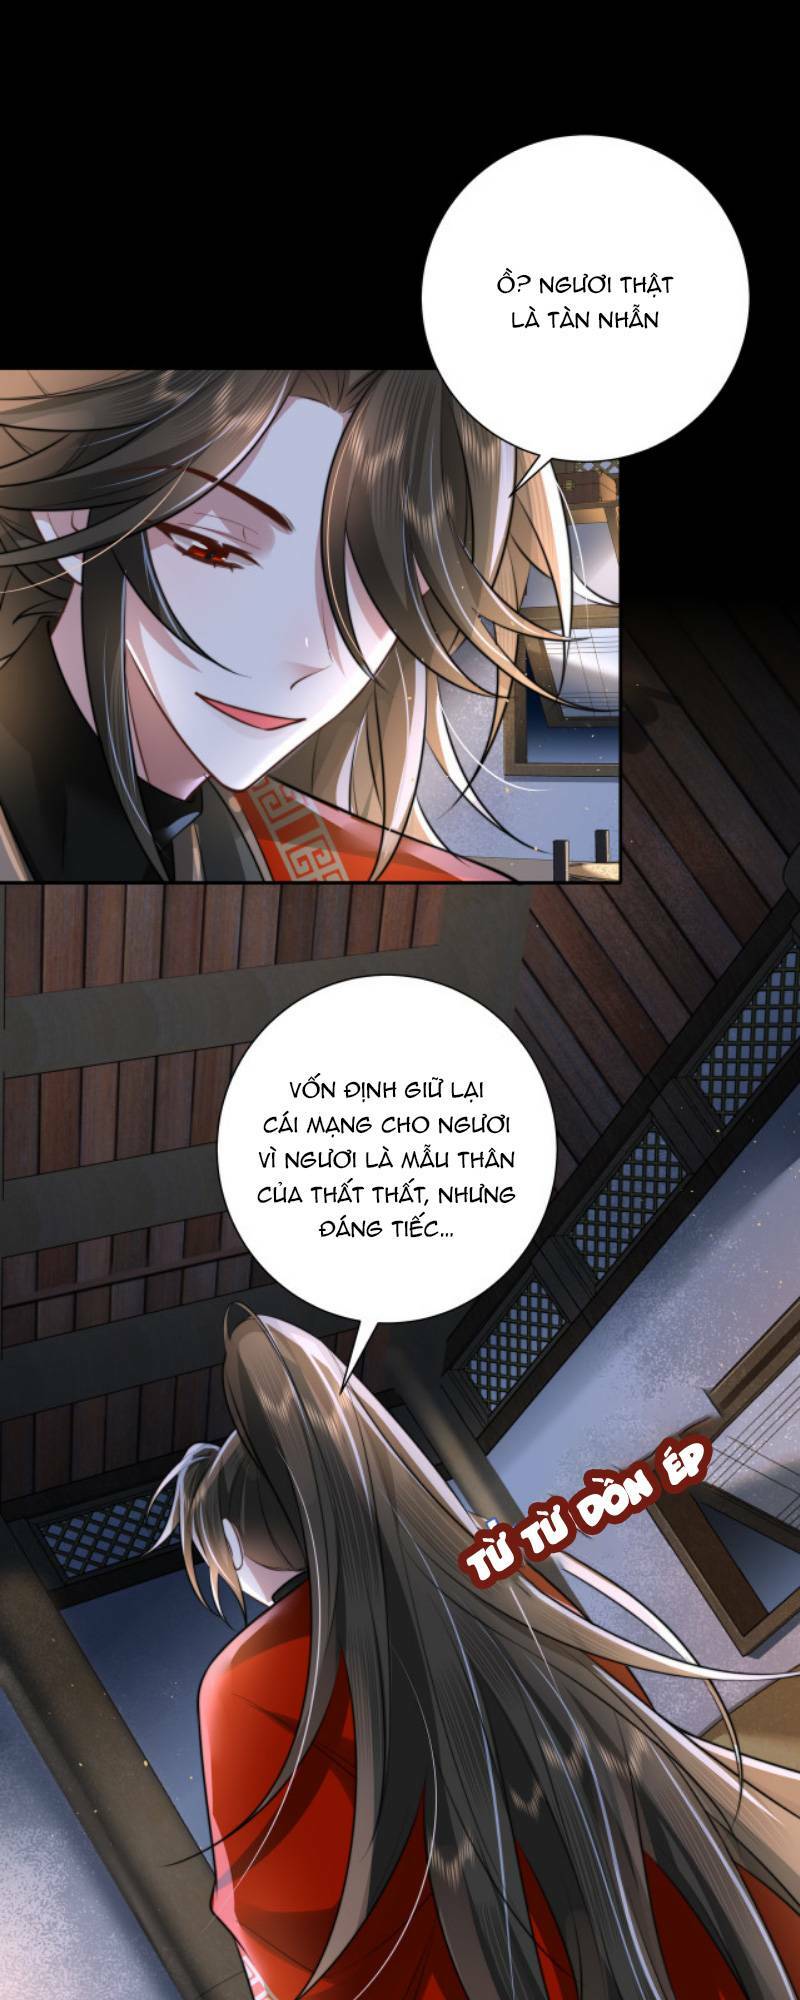 Ồ? NGƯƠI THẬT
LÀ TÀN NHẪN
VỐN ĐỊNH GIỮ LẠI
CÁI MẠNG CHO NGƯƠI
VÌ NGƯƠI LÀ MẪU THÂN
CỦA THẤT THẤT, NHƯNG
ĐÁNG TIẾC...
TỪ TỪ DỒN ÉP